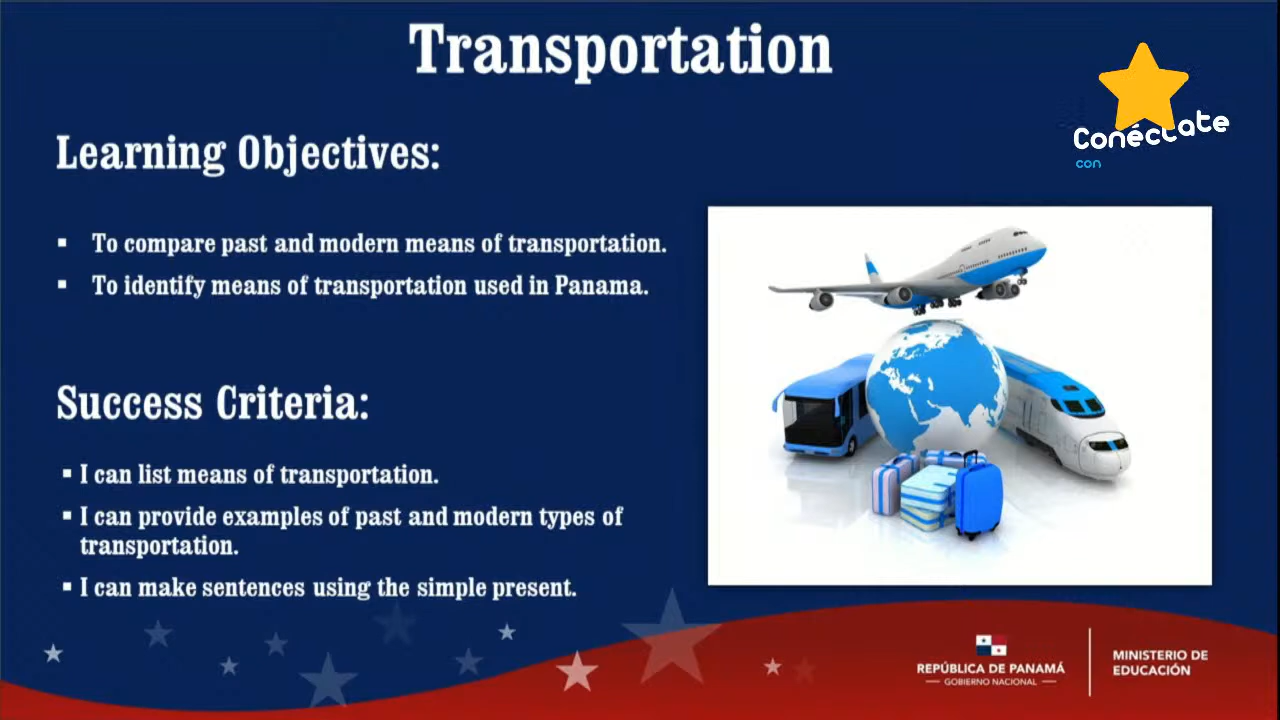 Transportation
Conéctate
con
Learning Objectives:
▪ To compare past and modern means of transportation.
▪ To identify means of transportation used in Panama.
Success Criteria:
▪ I can list means of transportation.
▪ I can provide examples of past and modern types of
transportation.
▪ I can make sentences using the simple present.
REPÚBLICA DE PANAMÁ
— GOBIERNO NACIONAL —
MINISTERIO DE
EDUCACIÓN